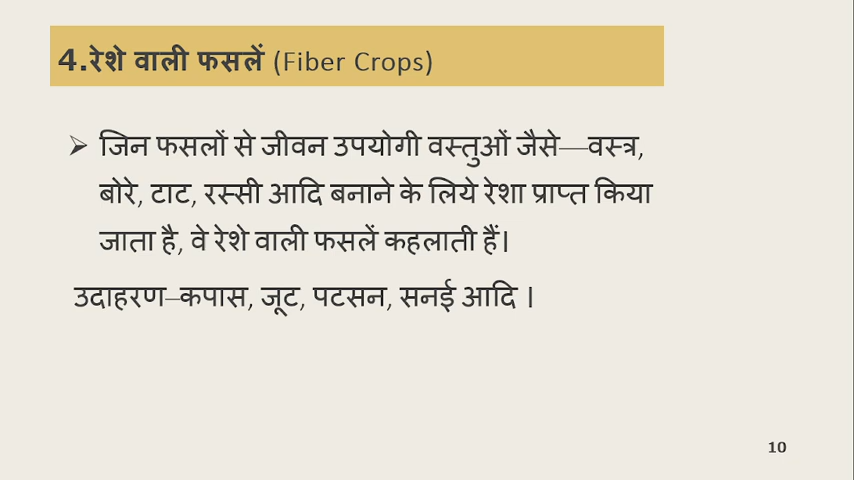 4.रेशे वाली फसलें (Fiber Crops)
➢ जिन फसलों से जीवन उपयोगी वस्तुओं जैसे—वस्त्र,
बोरे, टाट, रस्सी आदि बनाने के लिये रेशा प्राप्त किया
जाता है, वे रेशे वाली फसलें कहलाती हैं।
उदाहरण–कपास, जूट, पटसन, सनई आदि ।
10